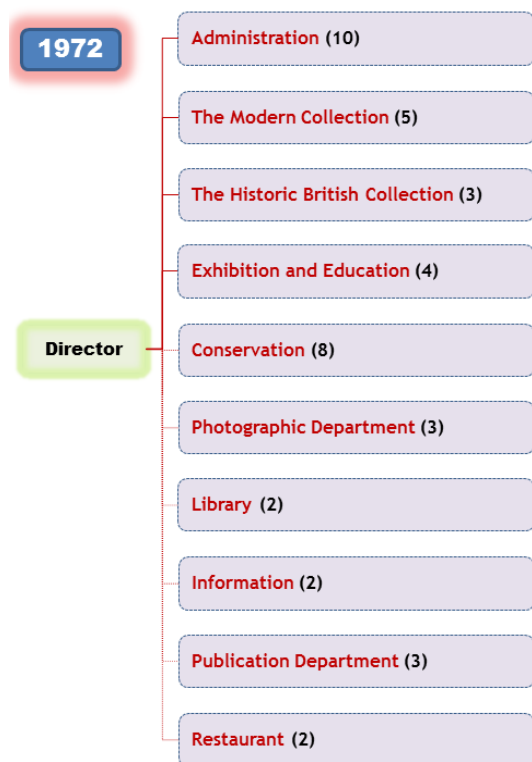 1972
Administration (10)
The Modern Collection (5)
The Historic British Collection (3)
Exhibition and Education (4)
Director
Conservation (8)
Photographic Department (3)
Library (2)
Information (2)
Publication Department (3)
Restaurant (2)